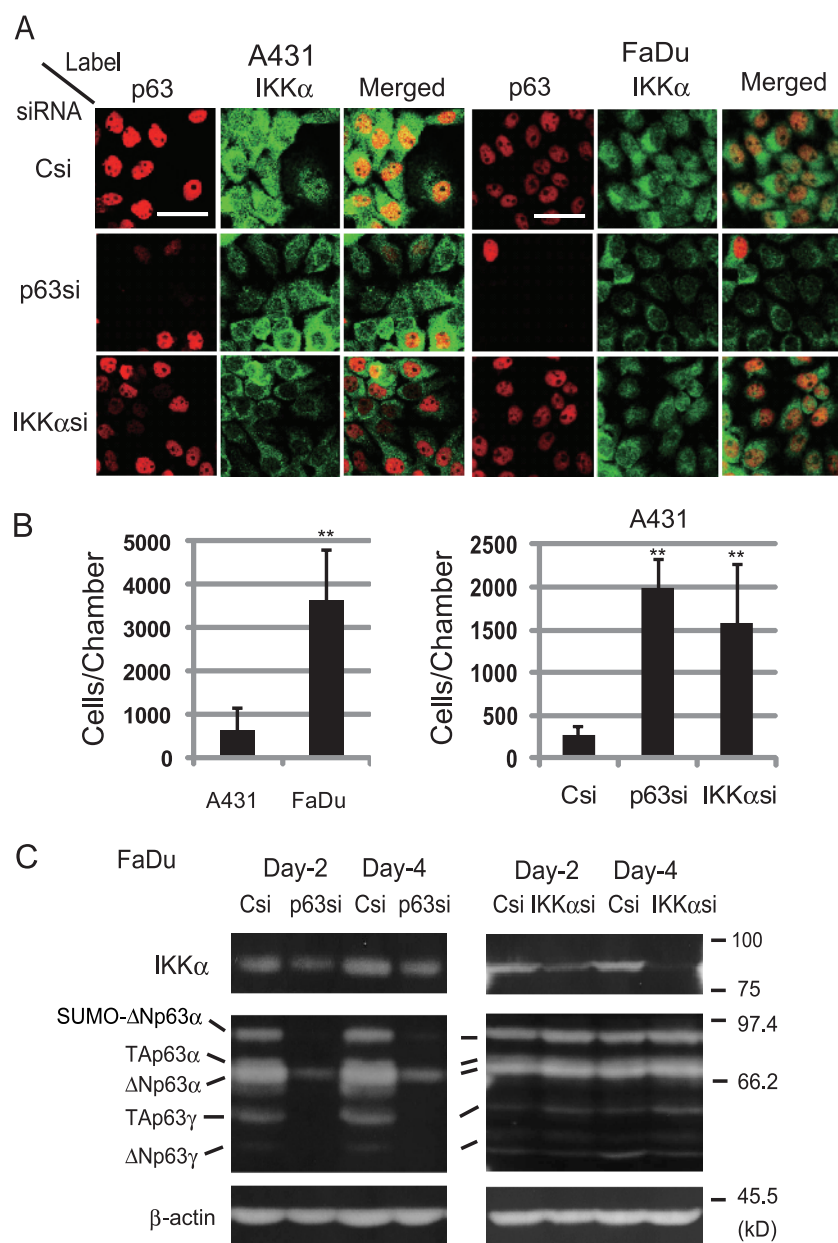 A
Label
A431
FaDu
p63 IKKα Merged p63 IKKα Merged
siRNA
Csi
p63si
IKKαsi
B
A431
Cells/Chamber
5000
4000
3000
2000
1000
0
**
A431 FaDu
Cells/Chamber
2500
2000
1500
1000
500
0
** **
Csi p63si IKKαsi
C
FaDu
Day-2 Day-4 Day-2 Day-4
Csi p63si Csi p63si Csi IKKαsi Csi IKKαsi
IKKα
100
75
SUMO-ΔNp63α
97.4
TAp63α
ΔNp63α
66.2
TAp63γ
ΔNp63γ
45.5
β-actin
(kD)